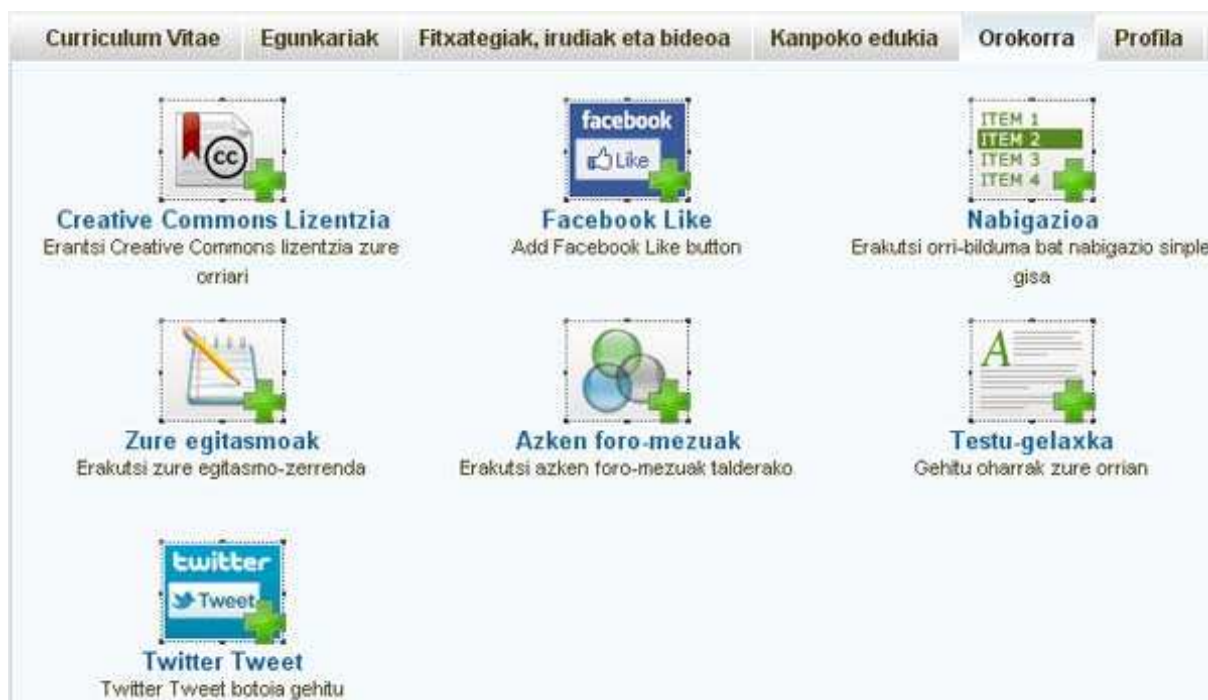 Curriculum Vitae Egunkariak Fitxategiak, irudiak eta bideoa Kanpoko edukia Orokorra Profila
cc
Creative Commons Lizentzia
Erantsi Creative Commons lizentzia zure
orriari
facebook
Like
Facebook Like
Add Facebook Like button
ITEM 1
ITEM 2
ITEM 3
ITEM 4
Nabigazioa
Erakutsi orri-bilduma bat nabigazio sinple
gisa
Zure egitasmoak
Erakutsi zure egitasmo-zerrenda
Azken foro-mezuak
Erakutsi azken foro-mezuak talderako
A
Testu-gelaxka
Gehitu oharrak zure orrian
twitter
Tweet
Twitter Tweet
Twitter Tweet botoia gehitu